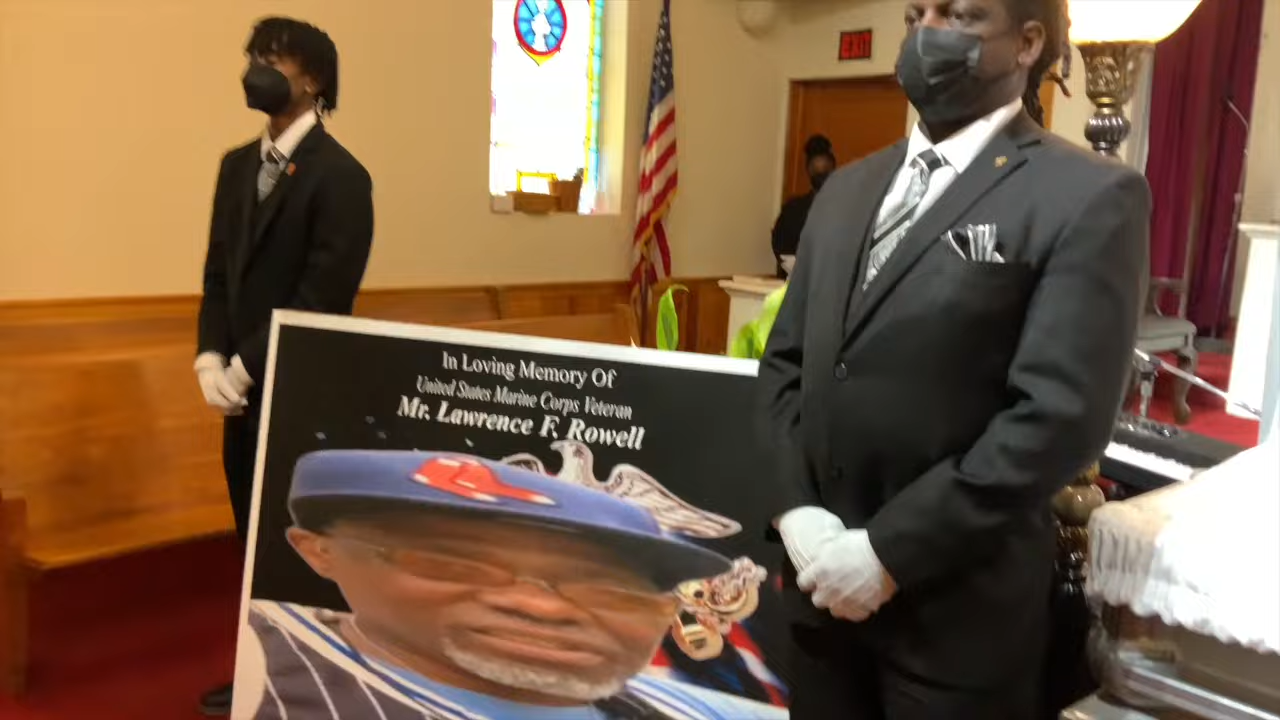 EXIT
In Loving Memory Of
United States Marine Corps Veteran
Mr. Lawrence F. Rowell